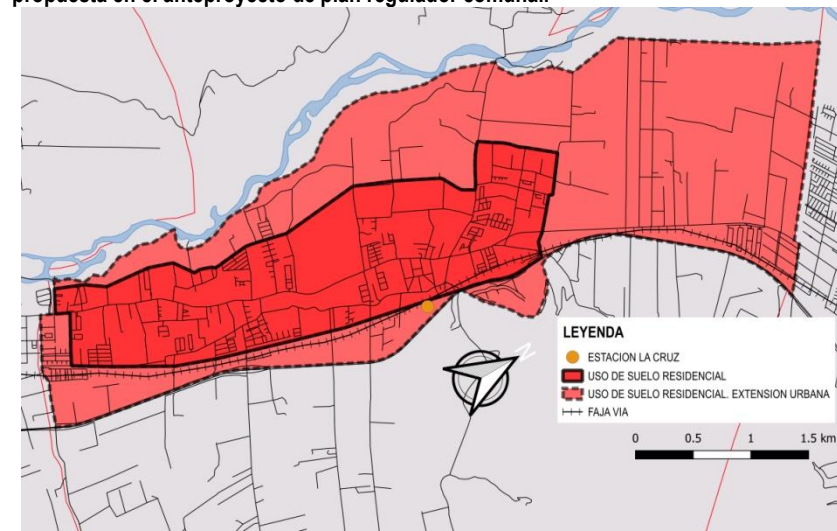 propuesta en el anteproyecto de plan regulador comunal.
N
LEYENDA
ESTACION LA CRUZ
USO DE SUELO RESIDENCIAL
USO DE SUELO RESIDENCIAL. EXTENSION URBANA
FAJA VIA
0 0.5 1 1.5 km